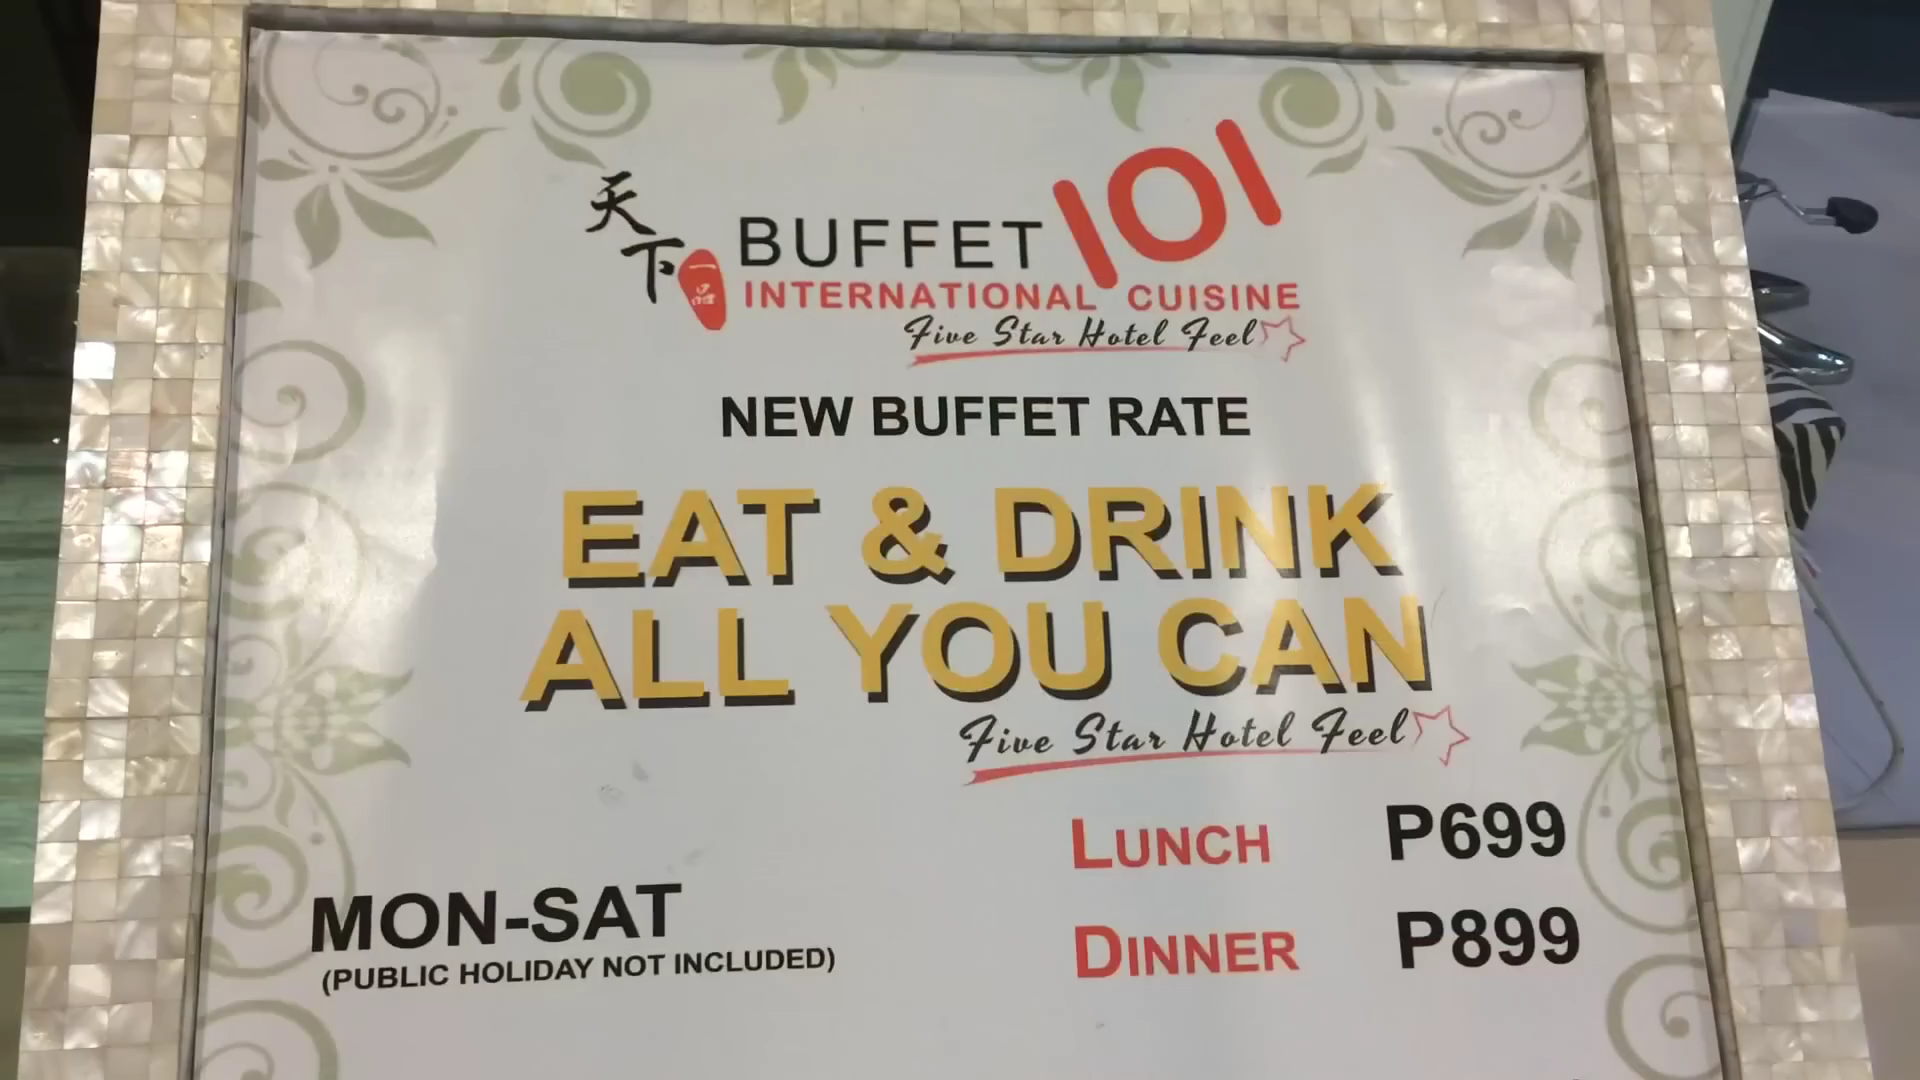 天下一品
BUFFET 101
INTERNATIONAL CUISINE
Five Star Hotel Feel
NEW BUFFET RATE
EAT & DRINK
ALL YOU CAN
Five Star Hotel Feel
LUNCH P699
MON-SAT
(PUBLIC HOLIDAY NOT INCLUDED)
DINNER P899